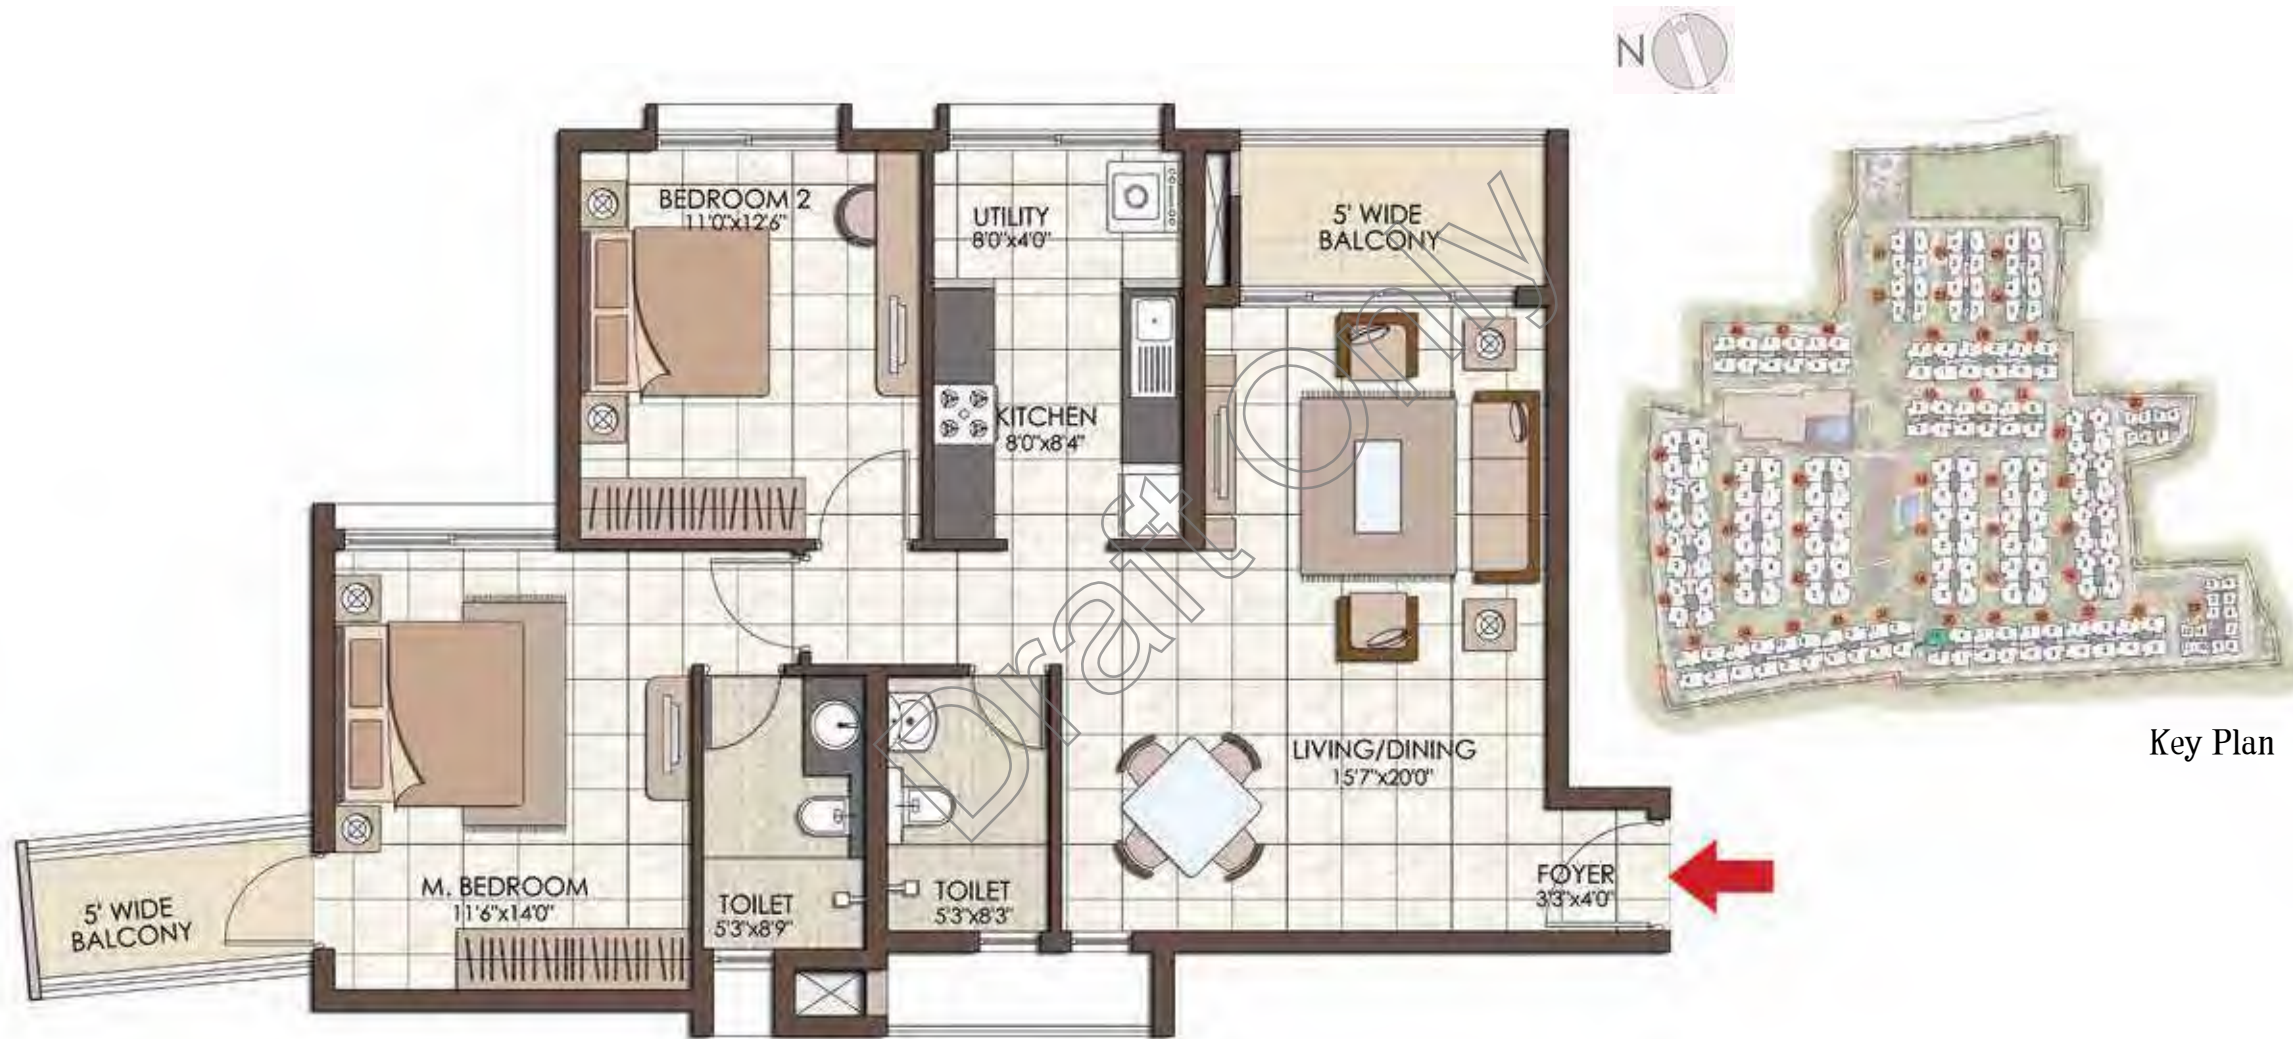 N
BEDROOM 2
11'0"x12'6"
UTILITY
8'0"x4'0"
5' WIDE
BALCONY
KITCHEN
8'0"x8'4"
LIVING/DINING
15'7"x20'0"
Key Plan
FOYER
3'3"x4'0"
M. BEDROOM
11'6"x14'0"
TOILET
5'3"x8'9"
TOILET
5'3"x8'3"
5' WIDE
BALCONY
Draft Only